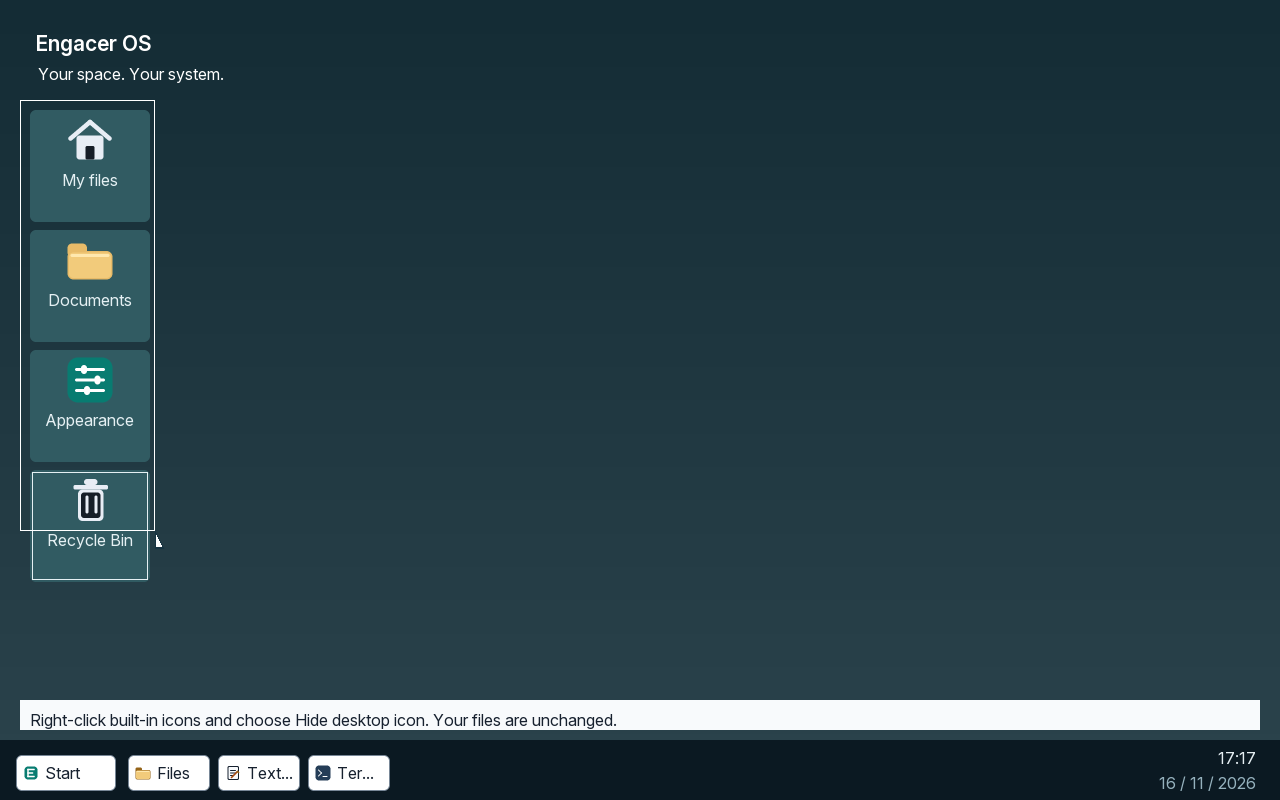 Engacer OS
Your space. Your system.
My files
Documents
Appearance
Recycle Bin
Right-click built-in icons and choose Hide desktop icon. Your files are unchanged.
Start
Files
Text...
Ter...
17:17
16 / 11 / 2026